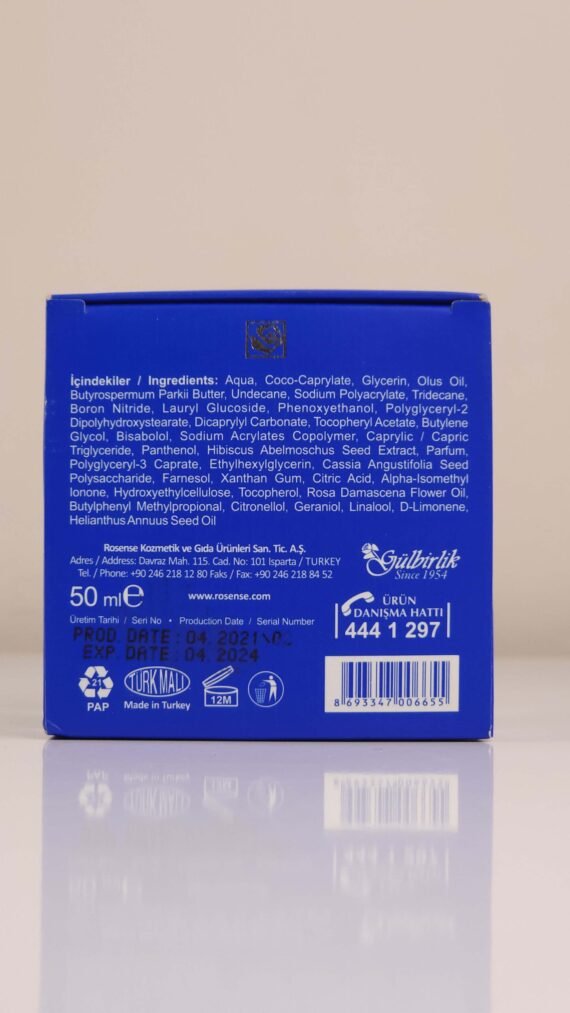 İçindekiler / Ingredients: Aqua, Coco-Caprylate, Glycerin, Olus Oil,
Butyrospermum Parkii Butter, Undecane, Sodium Polyacrylate, Tridecane,
Boron Nitride, Lauryl Glucoside, Phenoxyethanol, Polyglyceryl-2
Dipolyhydroxystearate, Dicaprylyl Carbonate, Tocopheryl Acetate, Butylene
Glycol, Bisabolol, Sodium Acrylates Copolymer, Caprylic / Capric
Triglyceride, Panthenol, Hibiscus Abelmoschus Seed Extract, Parfum,
Polyglyceryl-3 Caprate, Ethylhexylglycerin, Cassia Angustifolia Seed
Polysaccharide, Farnesol, Xanthan Gum, Citric Acid, Alpha-Isomethyl
Ionone, Hydroxyethylcellulose, Tocopherol, Rosa Damascena Flower Oil,
Butylphenyl Methylpropional, Citronellol, Geraniol, Linalool, D-Limonene,
Helianthus Annuus Seed Oil
Rosense Kozmetik ve Gıda Ürünleri San. Tic. A.Ş.
Adres / Address: Davraz Mah. 115. Cad. No: 101 Isparta / TURKEY
Tel. / Phone: +90 246 218 12 80 Faks / Fax: +90 246 218 84 52
Gülbirlik
Since 1954
50 ml e
www.rosense.com
ÜRÜN
DANIŞMA HATTI
444 1 297
Üretim Tarihi / Seri No • Production Date / Serial Number
PROD. DATE: 04.2021
EXP. DATE: 04.2024
21
PAP
TÜRK MALI
Made in Turkey
12M
8 693347 006655